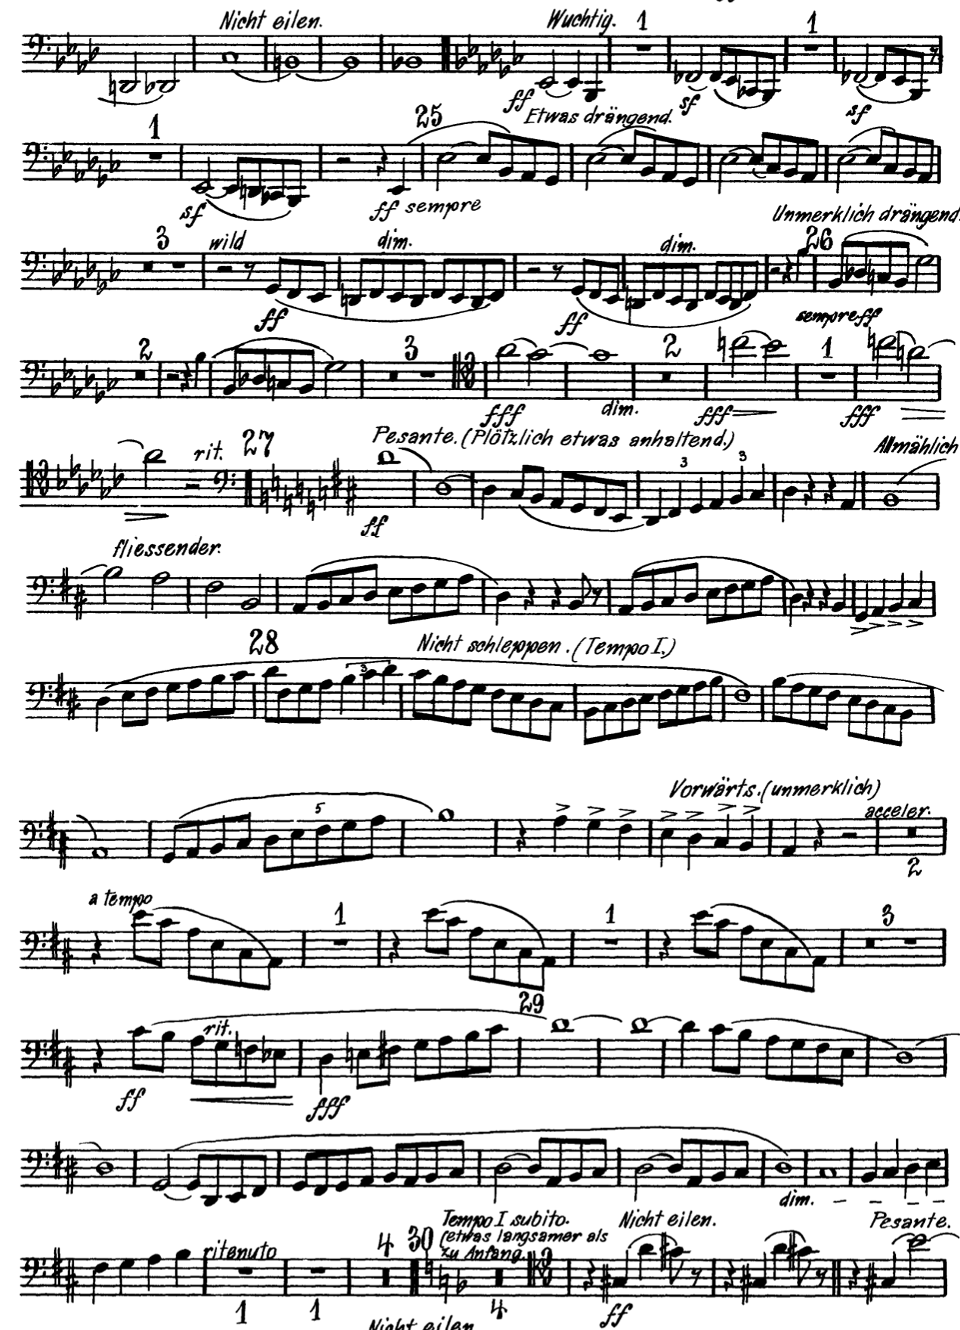 Nicht eilen. Wuchtig. 1 1
ff sf sf
1 25 Etwas drängend.
sf ff sempre
Unmerklich drängend.
3 wild dim. dim. 26
ff ff sempre ff
2 3 2 1
fff dim. fff fff
rit. 27 Pesante. (Plötzlich etwas anhaltend.) 3 3 Allmählich
ff
fliessender.
28 3 Nicht schleppen. (Tempo I.)
Vorwärts. (unmerklich)
5 acceler.
2
a tempo 1 1 3
29
rit.
ff fff
dim.
Tempo I subito. Nicht eilen. Pesante.
ritenuto 4 30 (etwas langsamer als
zu Anfang.
1 1 4 ff
Nicht eilen